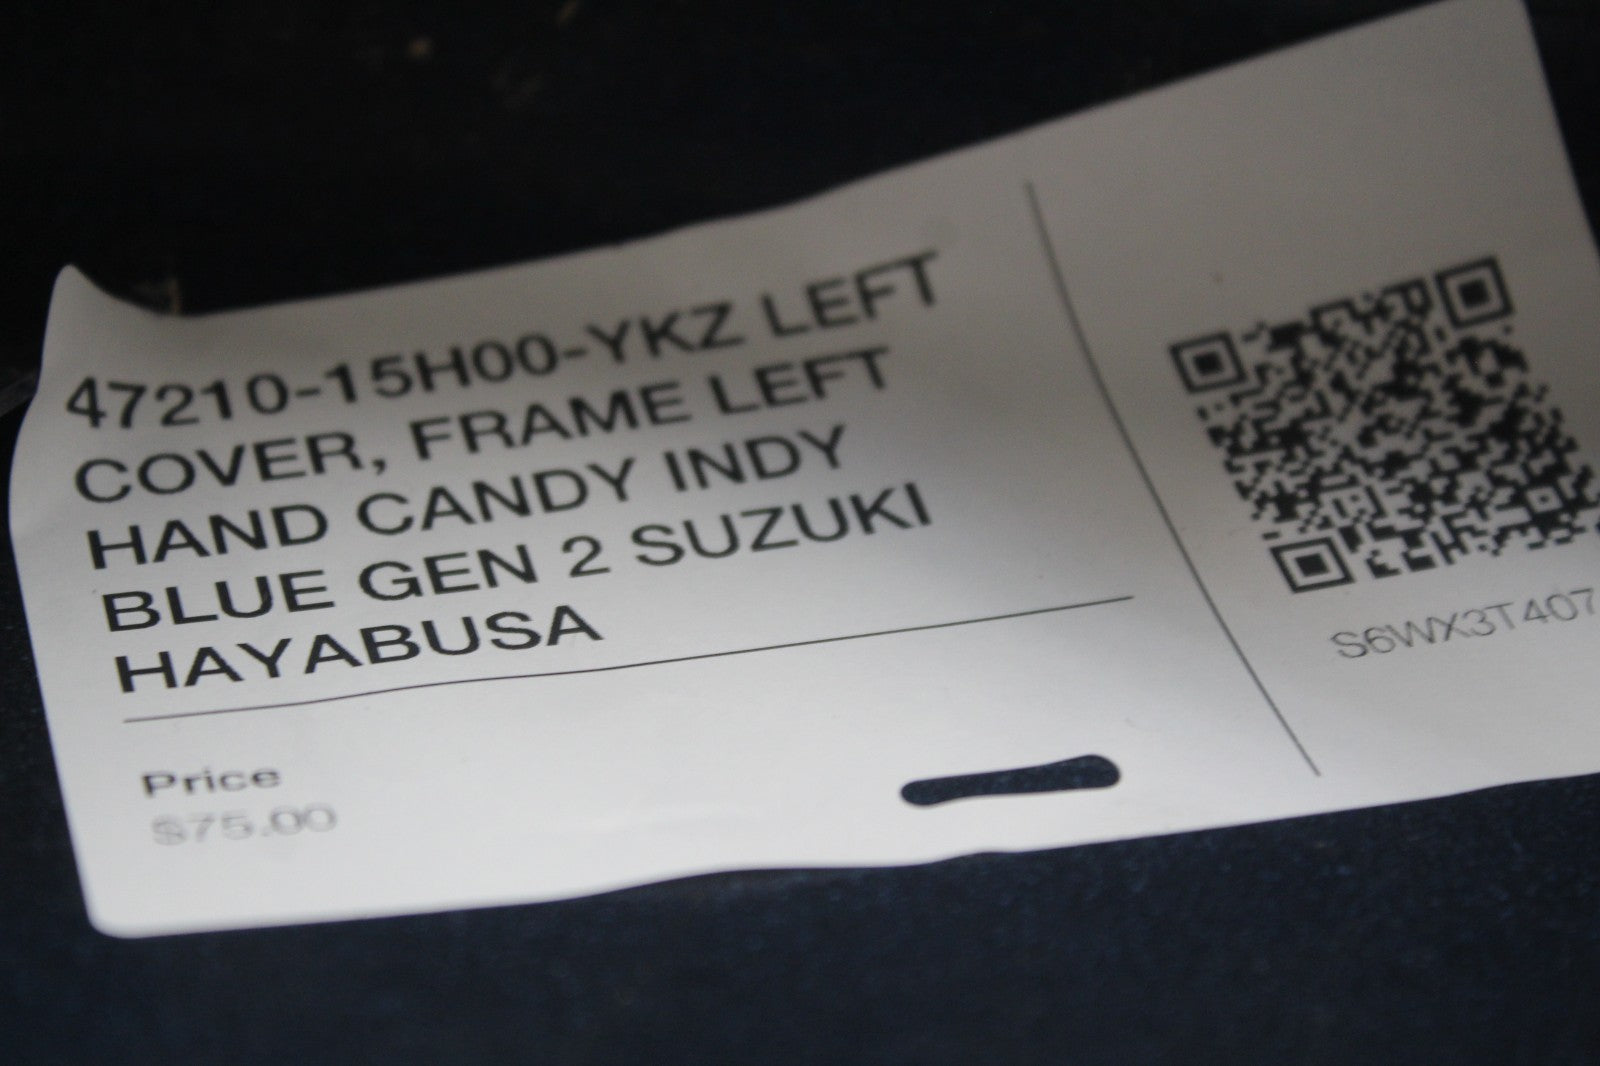 47210-15H00-YKZ LEFT
COVER, FRAME LEFT
HAND CANDY INDY
BLUE GEN 2 SUZUKI
HAYABUSA
Price
$75.00
S6WX3T407